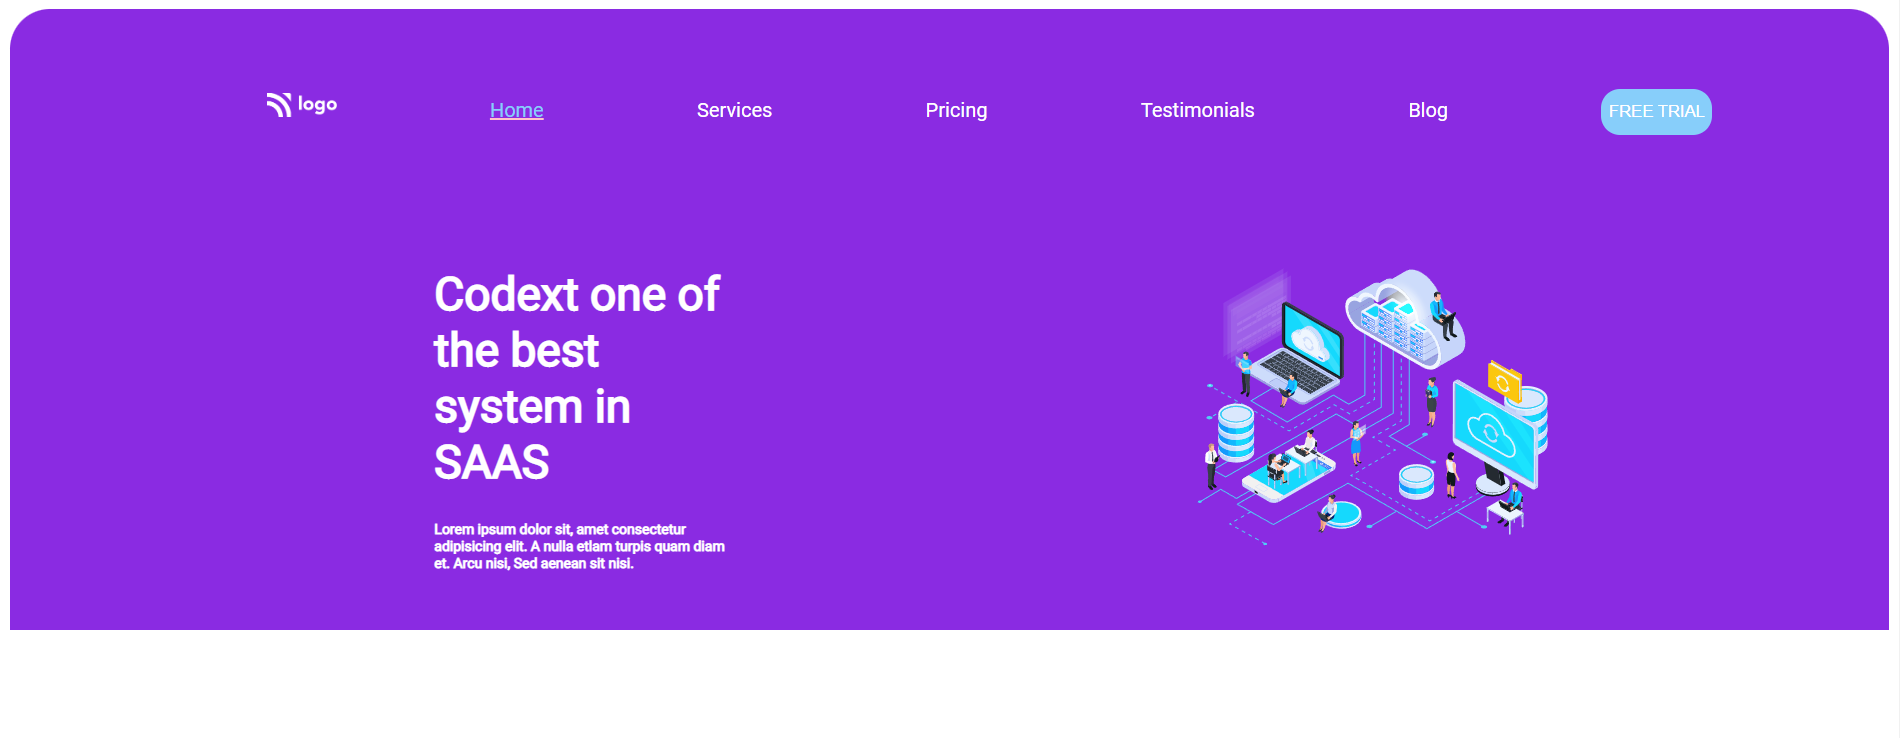 logo
Home
Services
Pricing
Testimonials
Blog
FREE TRIAL
Codext one of
the best
system in
SAAS
Lorem ipsum dolor sit, amet consectetur
adipisicing elit. A nulla etlam turpis quam diam
et. Arcu nisi, Sed aenean sit nisi.